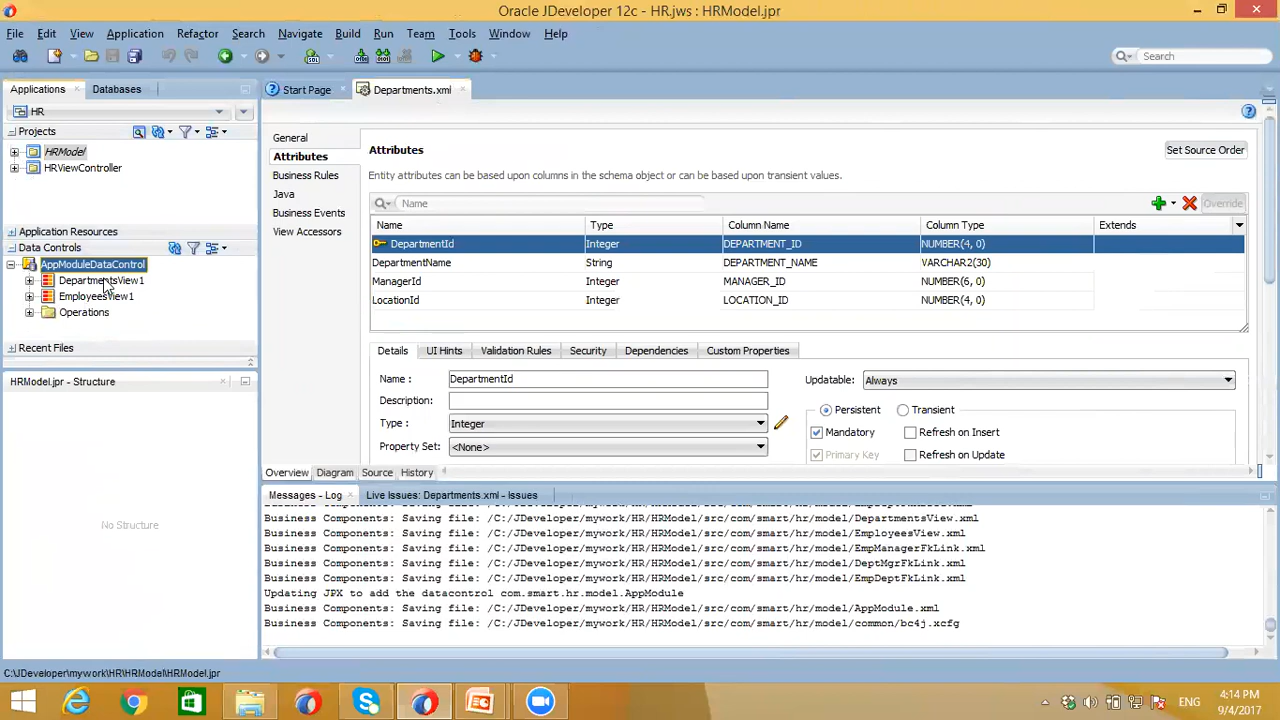 Oracle JDeveloper 12c - HR.jws : HRModel.jpr
File Edit View Application Refactor Search Navigate Build Run Team Tools Window Help
Search
Applications Databases
Start Page Departments.xml
HR
Projects
HRModel
HRViewController
Application Resources
Data Controls
AppModuleDataControl
DepartmentsView1
EmployeesView1
Operations
Recent Files
HRModel.jpr - Structure
No Structure
General
Attributes
Business Rules
Java
Business Events
View Accessors
Attributes
Set Source Order
Entity attributes can be based upon columns in the schema object or can be based upon transient values.
Name
Override
Name Type Column Name Column Type Extends
DepartmentId Integer DEPARTMENT_ID NUMBER(4, 0)
DepartmentName String DEPARTMENT_NAME VARCHAR2(30)
ManagerId Integer MANAGER_ID NUMBER(6, 0)
LocationId Integer LOCATION_ID NUMBER(4, 0)
Details UI Hints Validation Rules Security Dependencies Custom Properties
Name : DepartmentId
Updatable: Always
Description:
Persistent Transient
Type : Integer
Mandatory Refresh on Insert
Property Set: <None>
Primary Key Refresh on Update
Overview Diagram Source History
Messages - Log Live Issues: Departments.xml - Issues
Business Components: Saving file: /C:/JDeveloper/mywork/HR/HRModel/src/com/smart/hr/model/DepartmentsView.xml
Business Components: Saving file: /C:/JDeveloper/mywork/HR/HRModel/src/com/smart/hr/model/EmployeesView.xml
Business Components: Saving file: /C:/JDeveloper/mywork/HR/HRModel/src/com/smart/hr/model/EmpManagerFkLink.xml
Business Components: Saving file: /C:/JDeveloper/mywork/HR/HRModel/src/com/smart/hr/model/DeptMgrFkLink.xml
Business Components: Saving file: /C:/JDeveloper/mywork/HR/HRModel/src/com/smart/hr/model/EmpDeptFkLink.xml
Updating JPX to add the datacontrol com.smart.hr.model.AppModule
Business Components: Saving file: /C:/JDeveloper/mywork/HR/HRModel/src/com/smart/hr/model/AppModule.xml
Business Components: Saving file: /C:/JDeveloper/mywork/HR/HRModel/src/com/smart/hr/model/common/bc4j.xcfg
C:\JDeveloper\mywork\HR\HRModel\HRModel.jpr
ENG
4:14 PM
9/4/2017